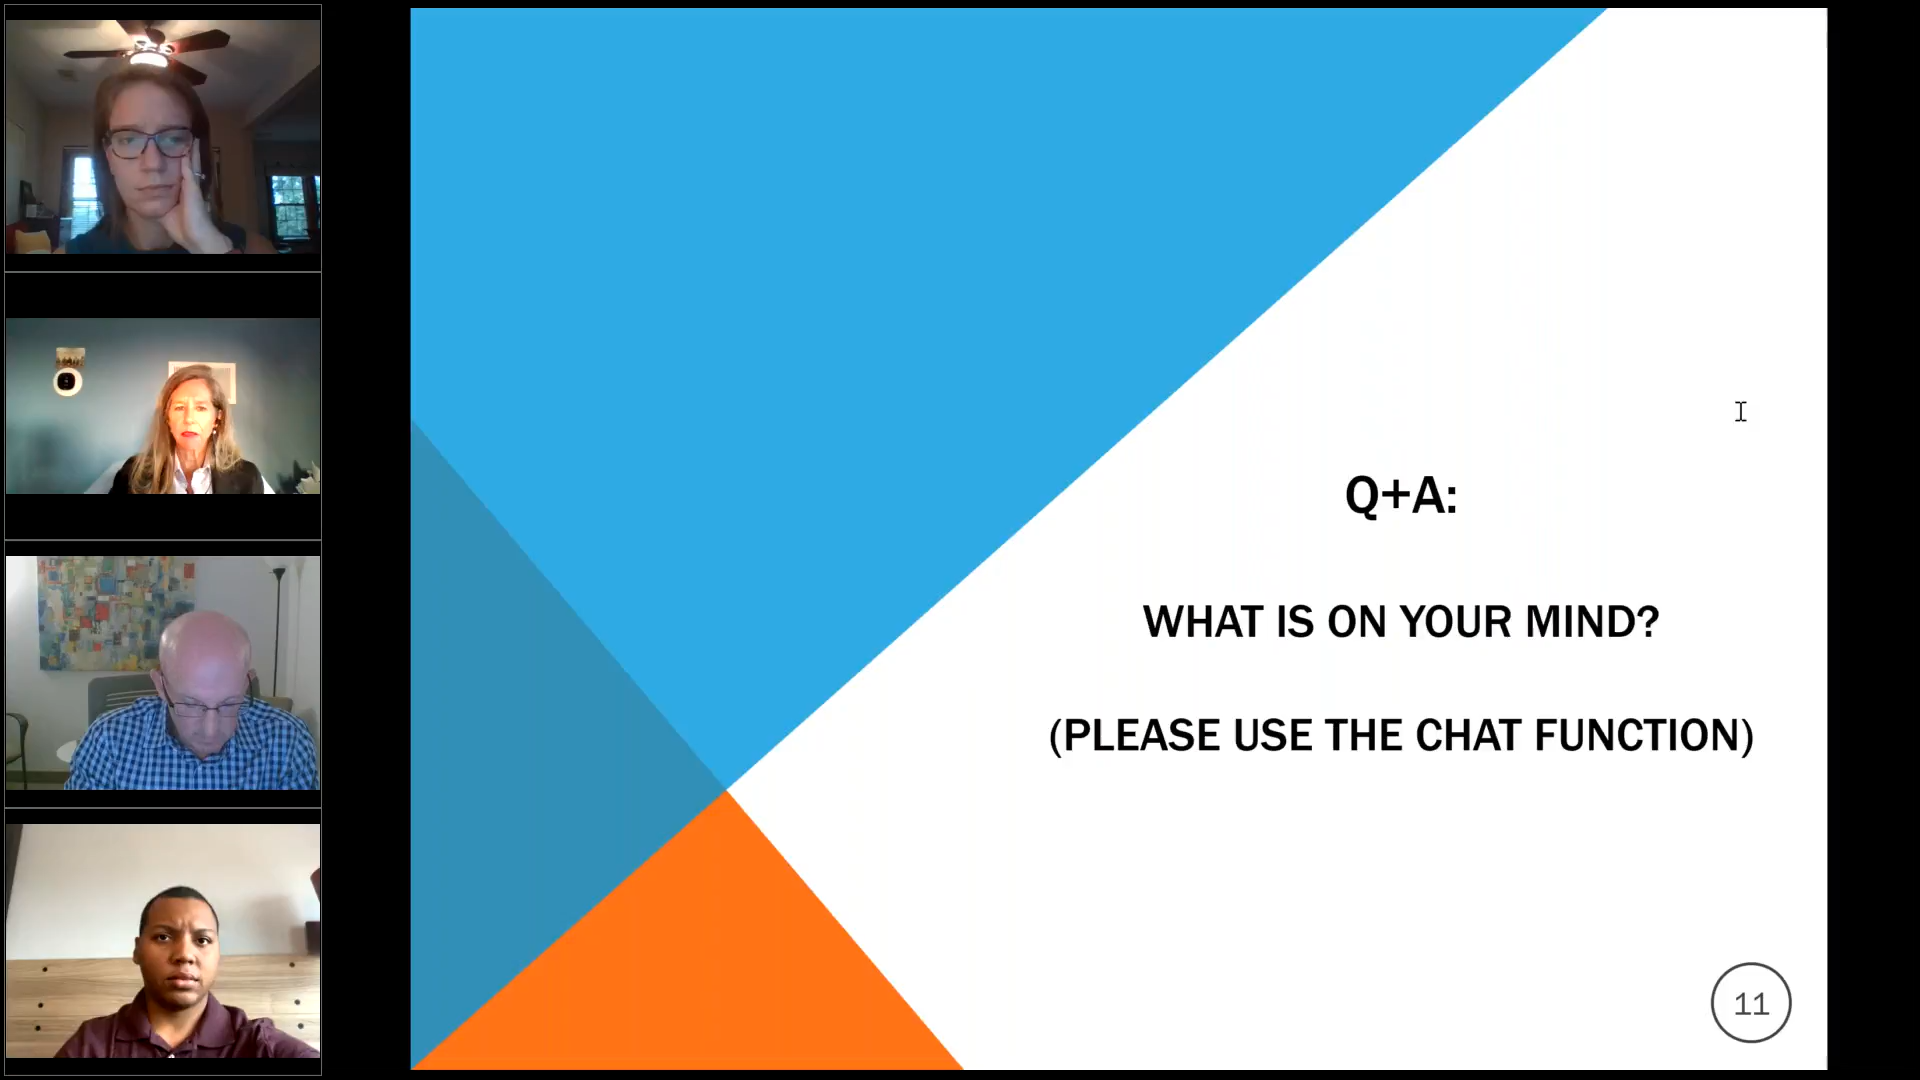 Q+A:
WHAT IS ON YOUR MIND?
(PLEASE USE THE CHAT FUNCTION)
11